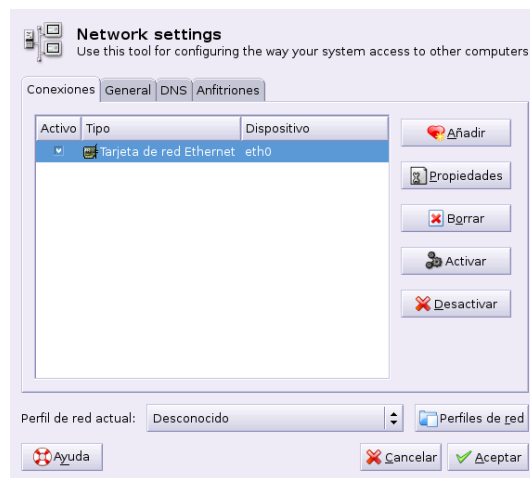 Network settings
Use this tool for configuring the way your system access to other computers
Conexiones General DNS Anfitriones
Activo Tipo Dispositivo
Tarjeta de red Ethernet eth0
Añadir
Propiedades
Borrar
Activar
Desactivar
Perfil de red actual: Desconocido Perfiles de red
Ayuda Cancelar Aceptar